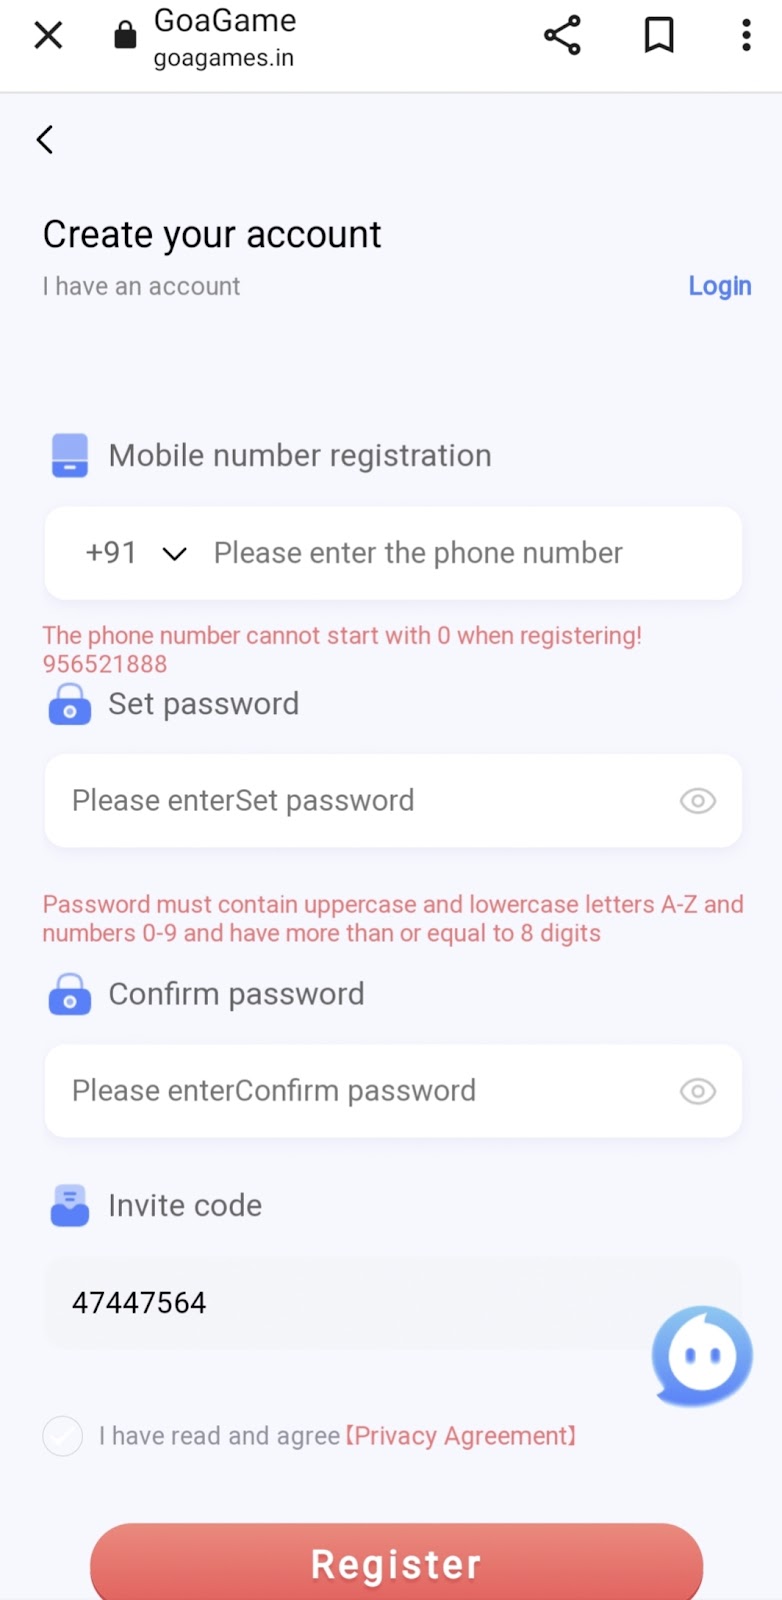 GoaGame
goagames.in
Create your account
I have an account
Login
Mobile number registration
+91 Please enter the phone number
The phone number cannot start with 0 when registering!
956521888
Set password
Please enterSet password
Password must contain uppercase and lowercase letters A-Z and
numbers 0-9 and have more than or equal to 8 digits
Confirm password
Please enterConfirm password
Invite code
47447564
I have read and agree【Privacy Agreement】
Register